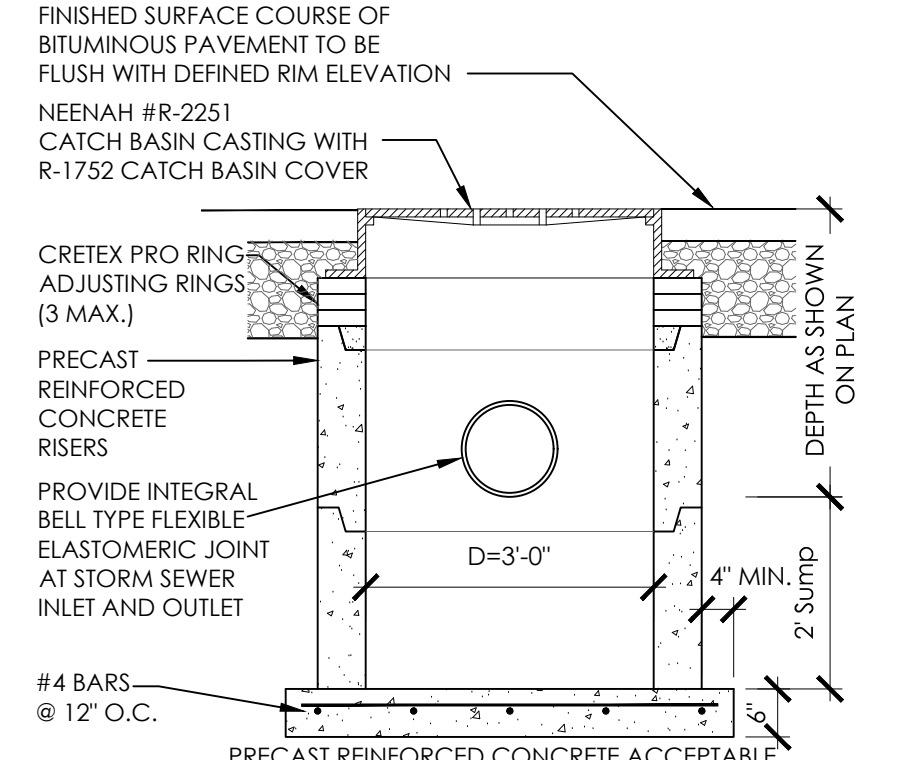 FINISHED SURFACE COURSE OF
BITUMINOUS PAVEMENT TO BE
FLUSH WITH DEFINED RIM ELEVATION
NEENAH #R-2251
CATCH BASIN CASTING WITH
R-1752 CATCH BASIN COVER
CRETEX PRO RING
ADJUSTING RINGS
(3 MAX.)
PRECAST
REINFORCED
CONCRETE
RISERS
PROVIDE INTEGRAL
BELL TYPE FLEXIBLE
ELASTOMERIC JOINT
AT STORM SEWER
INLET AND OUTLET
#4 BARS
@ 12" O.C.
DEPTH AS SHOWN
ON PLAN
D=3'-0"
4" MIN.
2' Sump
6"
PRECAST REINFORCED CONCRETE ACCEPTABLE